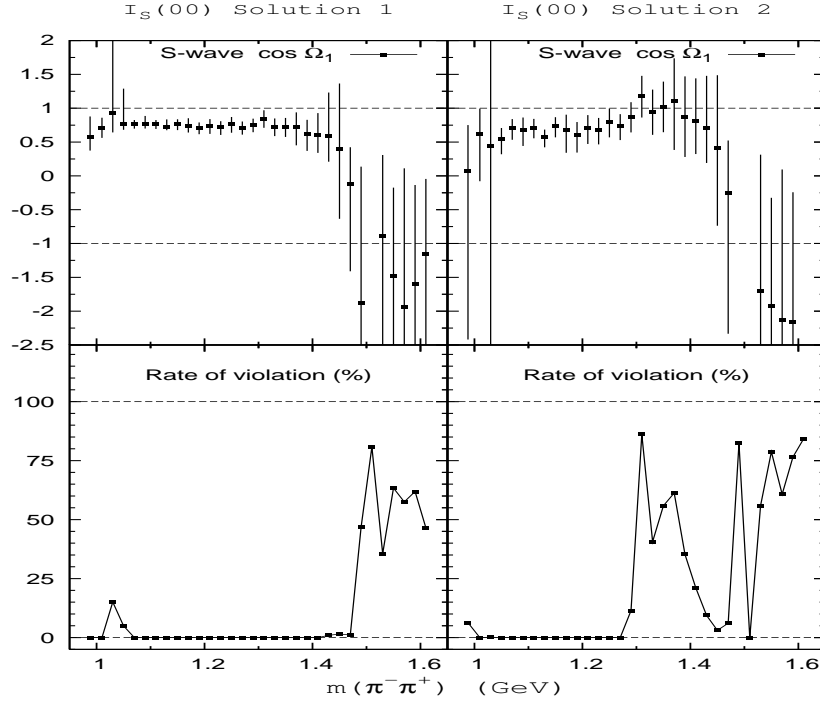 I_S(00) Solution 1 I_S(00) Solution 2
2
1.5
1
0.5
0
-0.5
-1
-1.5
-2
-2.5
S-wave cos Ω₁
S-wave cos Ω₁
100
75
50
25
0
Rate of violation (%)
Rate of violation (%)
1 1.2 1.4 1.6 1 1.2 1.4 1.6
m(π⁻π⁺) (GeV)